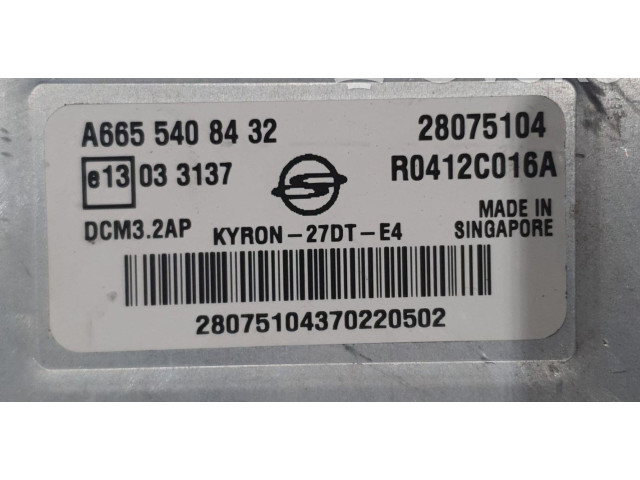 A665 540 84 32 28075104
e13 03 3137 R0412C016A
DCM3.2AP KYRON-27DT-E4 MADE IN
SINGAPORE
28075104370220502